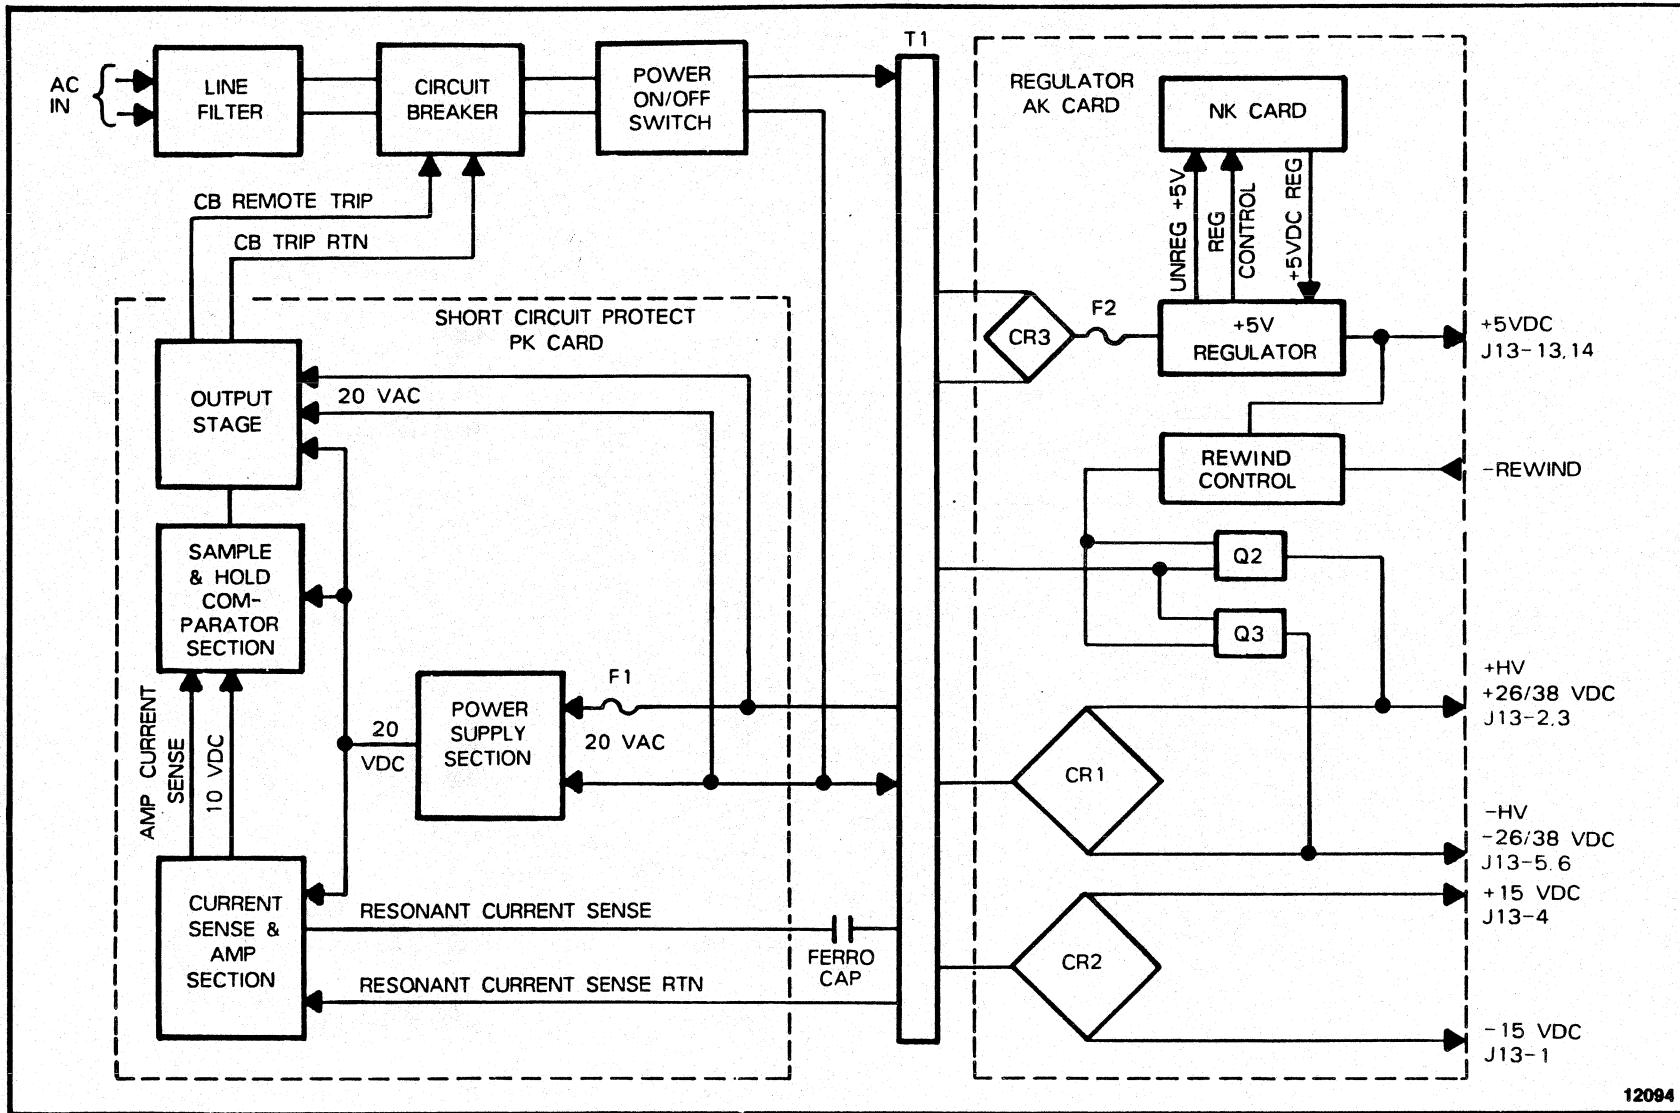 AC
IN
LINE
FILTER
CIRCUIT
BREAKER
POWER
ON/OFF
SWITCH
T1
REGULATOR
AK CARD
NK CARD
UNREG +5V
REG
CONTROL
+5VDC REG
CB REMOTE TRIP
CB TRIP RTN
SHORT CIRCUIT PROTECT
PK CARD
OUTPUT
STAGE
20 VAC
SAMPLE
& HOLD
COM-
PARATOR
SECTION
AMP CURRENT
SENSE
10 VDC
POWER
SUPPLY
SECTION
F1
20 VAC
20
VDC
CURRENT
SENSE &
AMP
SECTION
RESONANT CURRENT SENSE
FERRO
CAP
RESONANT CURRENT SENSE RTN
CR3
F2
+5V
REGULATOR
+5VDC
J13-13,14
REWIND
CONTROL
-REWIND
Q2
Q3
+HV
+26/38 VDC
J13-2,3
CR1
-HV
-26/38 VDC
J13-5,6
+15 VDC
J13-4
CR2
-15 VDC
J13-1
12094